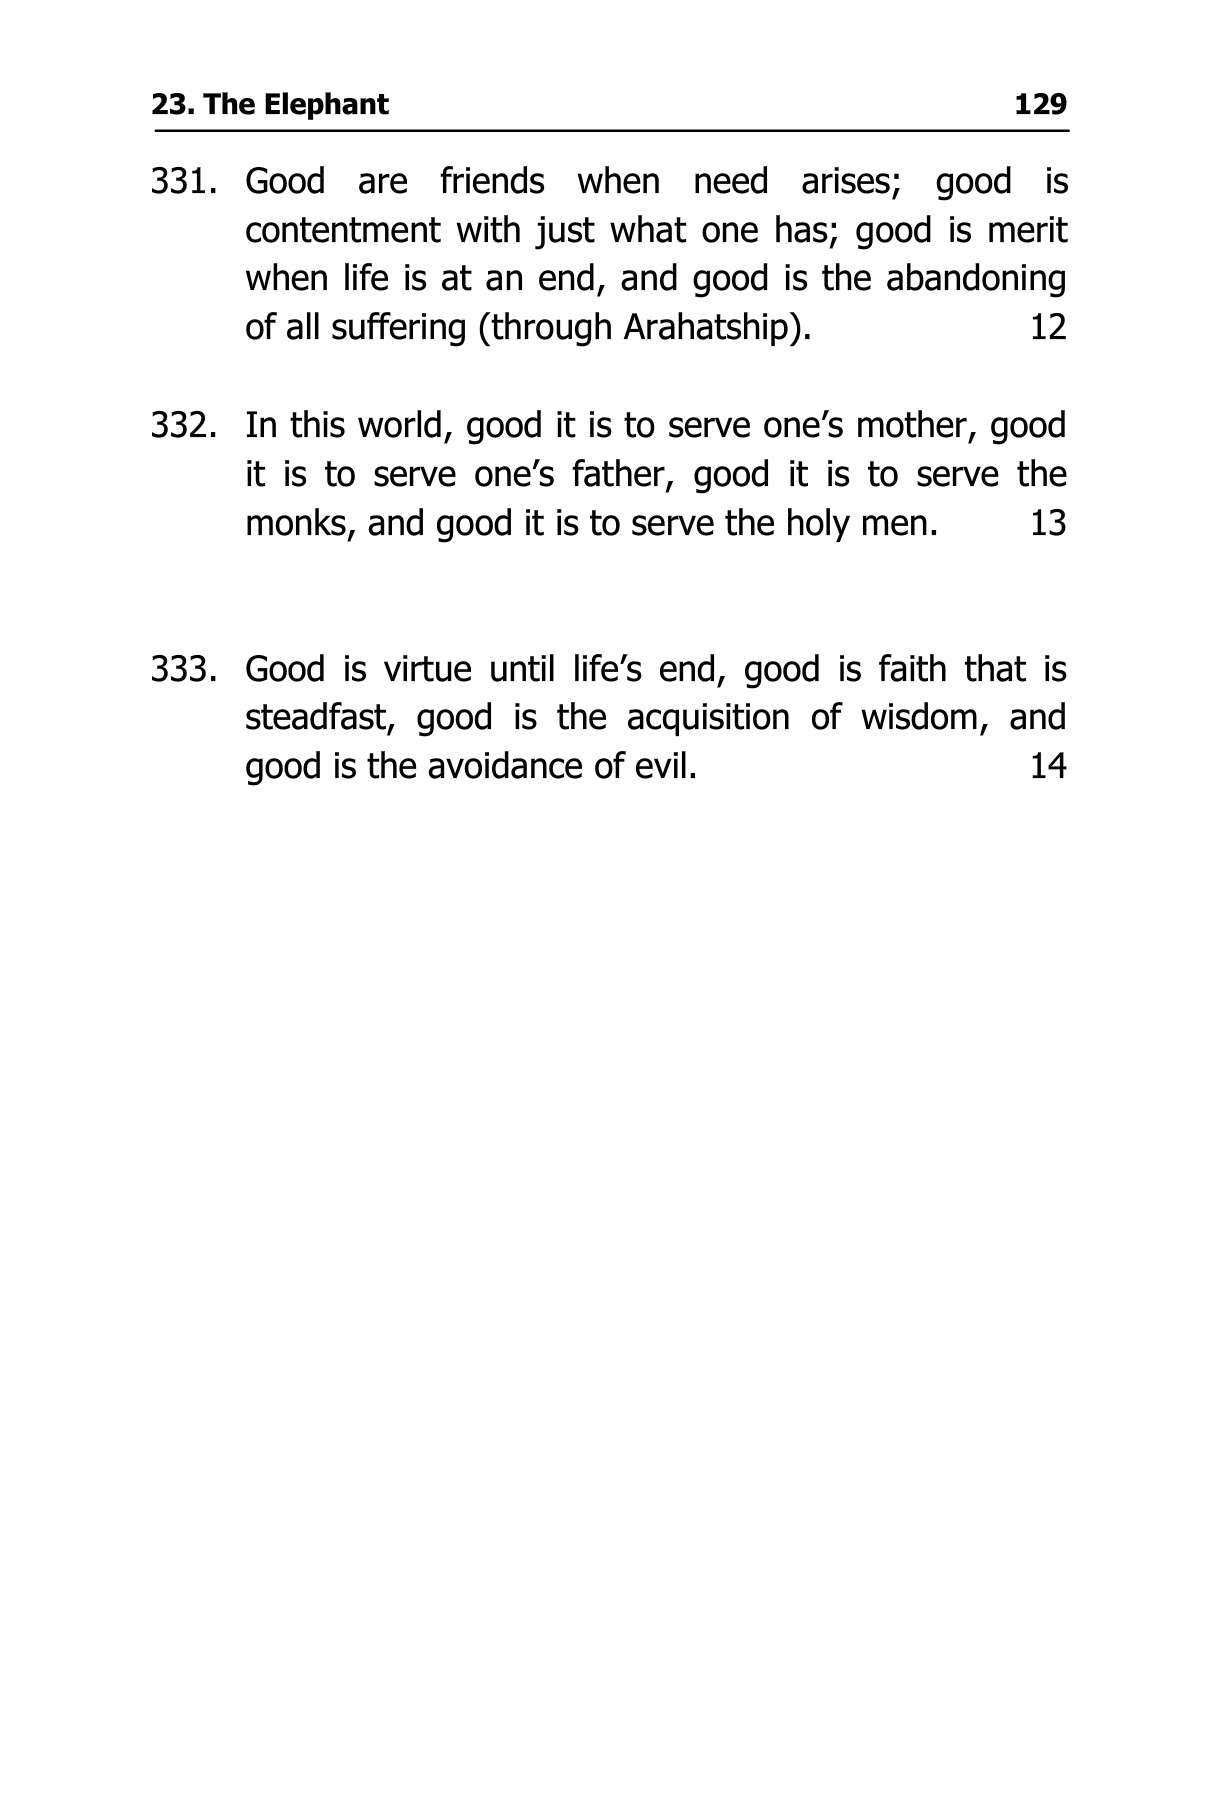 23. The Elephant 129
331. Good are friends when need arises; good is
contentment with just what one has; good is merit
when life is at an end, and good is the abandoning
of all suffering (through Arahatship). 12
332. In this world, good it is to serve one’s mother, good
it is to serve one’s father, good it is to serve the
monks, and good it is to serve the holy men. 13
333. Good is virtue until life’s end, good is faith that is
steadfast, good is the acquisition of wisdom, and
good is the avoidance of evil. 14